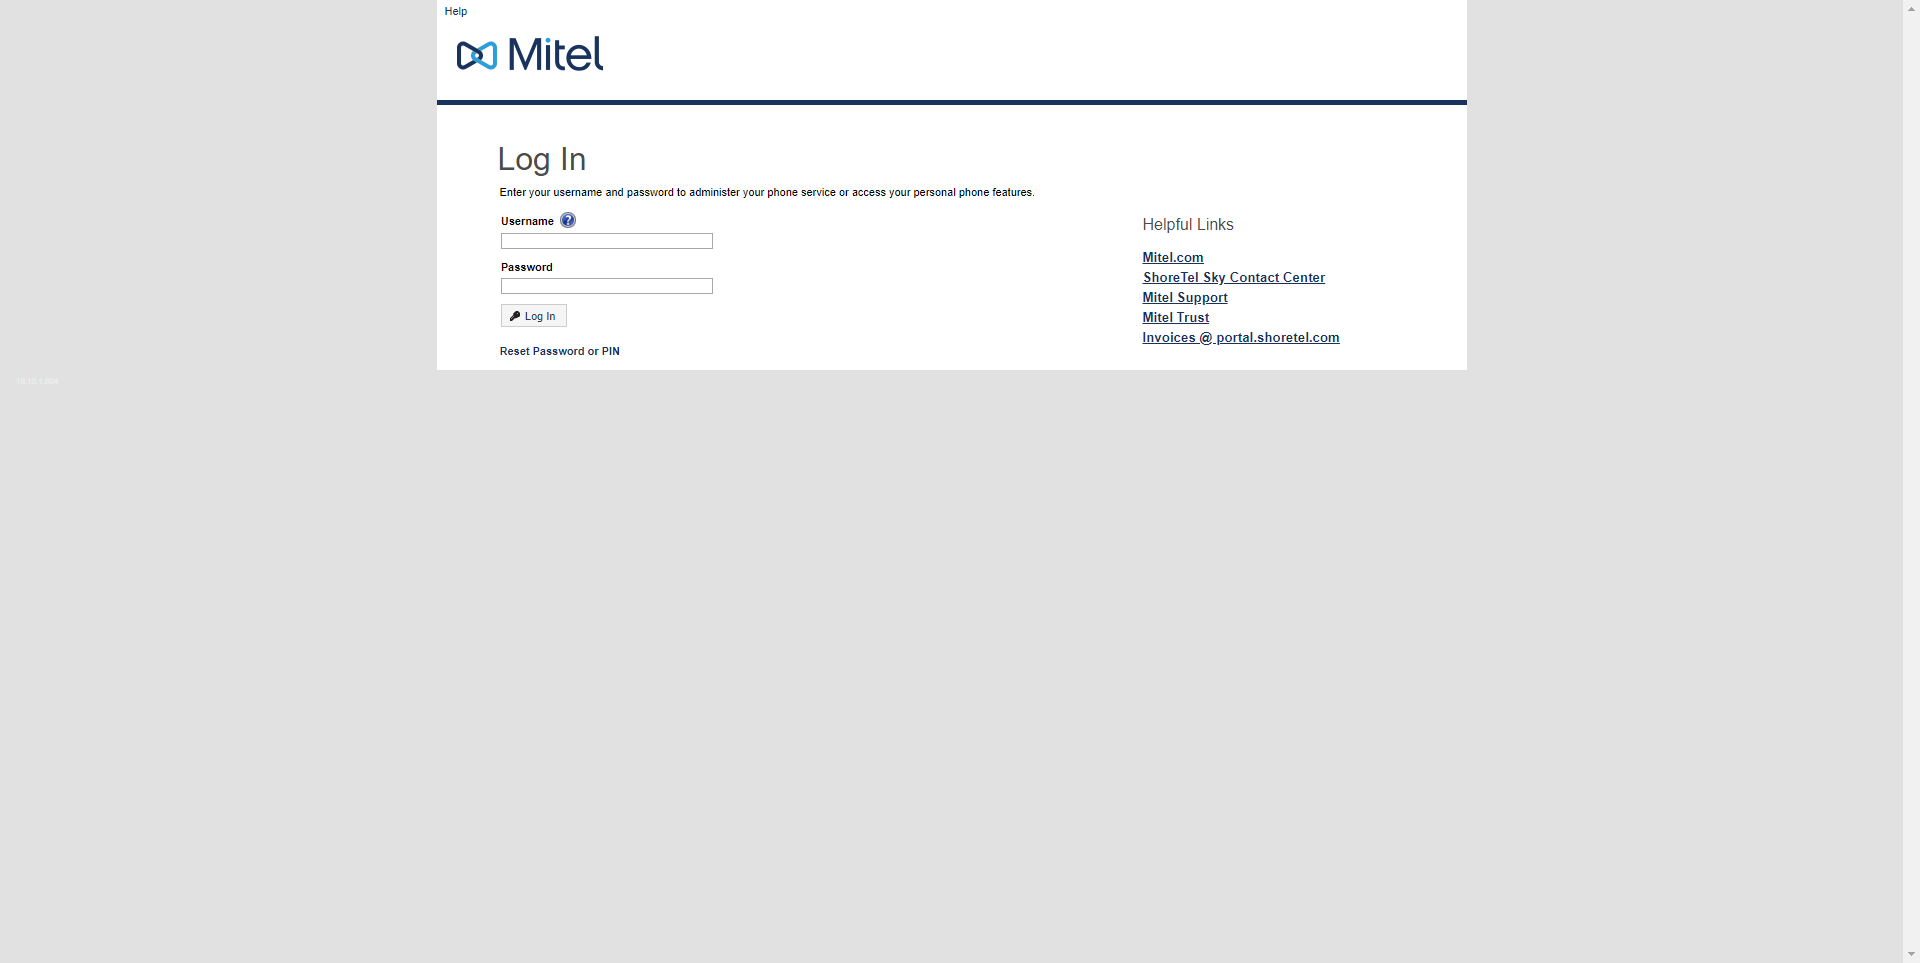 Help
Mitel
Log In
Enter your username and password to administer your phone service or access your personal phone features.
Username
Password
Log In
Reset Password or PIN
Helpful Links
Mitel.com
ShoreTel Sky Contact Center
Mitel Support
Mitel Trust
Invoices @ portal.shoretel.com